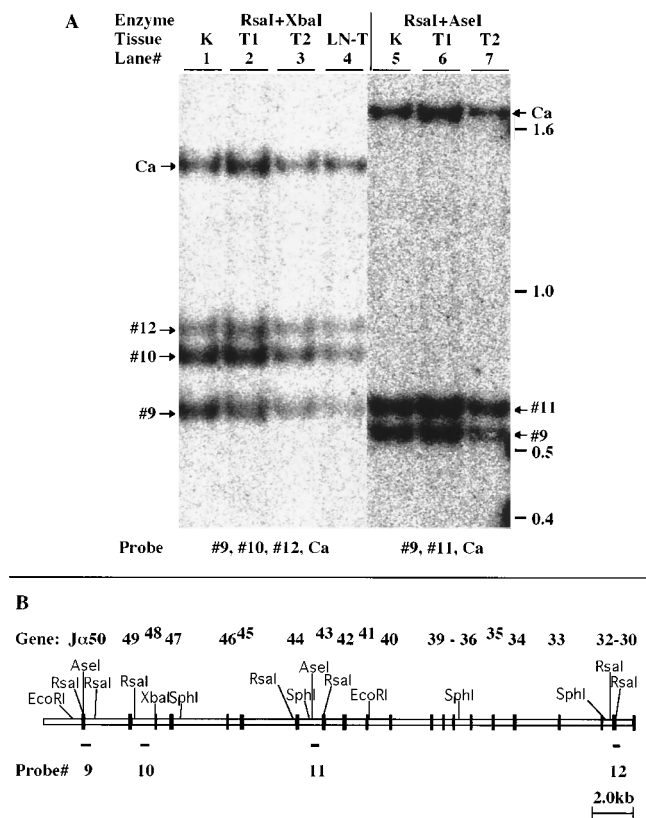 A
Enzyme RsaI+XbaI RsaI+AseI
Tissue K T1 T2 LN-T K T1 T2
Lane# 1 2 3 4 5 6 7
Ca
Ca
1.6
1.0
#12
#10
#9
#11
#9
0.5
0.4
Probe #9, #10, #12, Ca #9, #11, Ca
B
Gene: Jα50 49 48 47 46 45 44 43 42 41 40 39 - 36 35 34 33 32-30
EcoRI RsaI AseI RsaI RsaI XbaI SphI RsaI SphI AseI RsaI EcoRI SphI SphI RsaI RsaI
Probe# 9 10 11 12
2.0kb